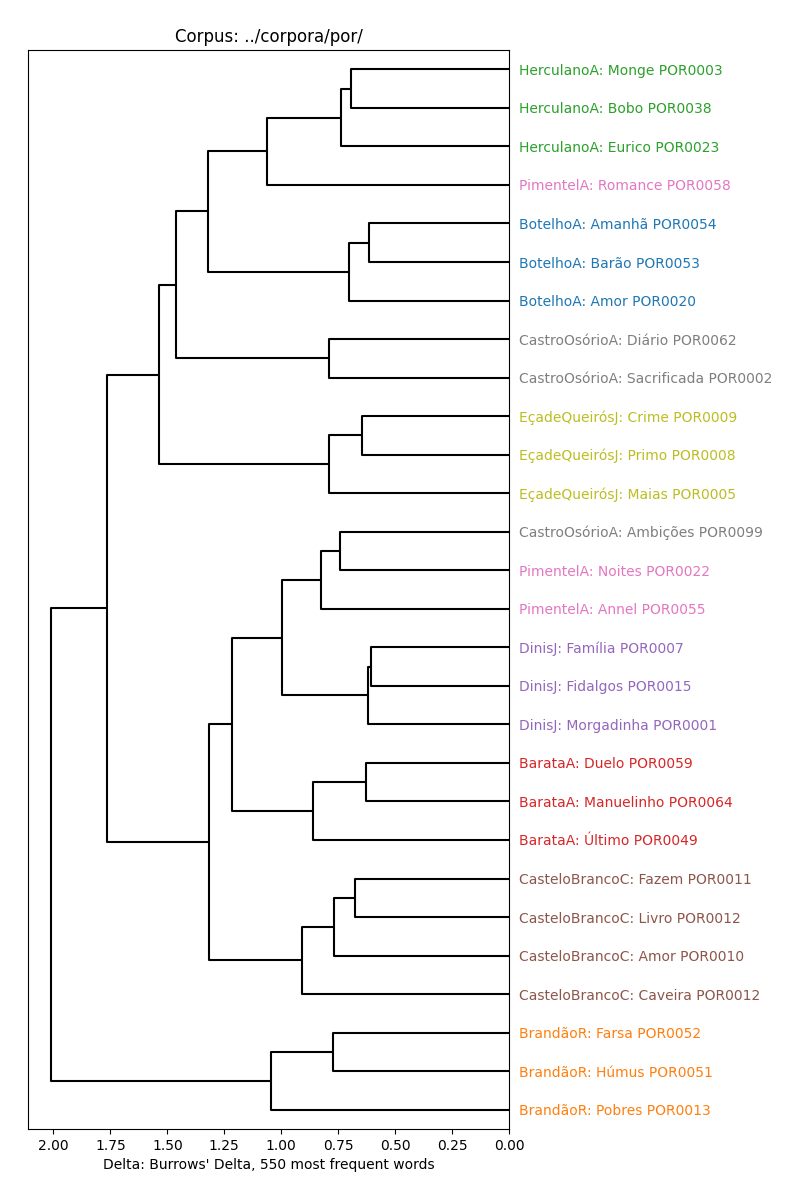 Corpus: ../corpora/por/
HerculanoA: Monge POR0003
HerculanoA: Bobo POR0038
HerculanoA: Eurico POR0023
PimentelA: Romance POR0058
BotelhoA: Amanhã POR0054
BotelhoA: Barão POR0053
BotelhoA: Amor POR0020
CastroOsórioA: Diário POR0062
CastroOsórioA: Sacrificada POR0002
EçadeQueirósJ: Crime POR0009
EçadeQueirósJ: Primo POR0008
EçadeQueirósJ: Maias POR0005
CastroOsórioA: Ambições POR0099
PimentelA: Noites POR0022
PimentelA: Annel POR0055
DinisJ: Família POR0007
DinisJ: Fidalgos POR0015
DinisJ: Morgadinha POR0001
BarataA: Duelo POR0059
BarataA: Manuelinho POR0064
BarataA: Último POR0049
CasteloBrancoC: Fazem POR0011
CasteloBrancoC: Livro POR0012
CasteloBrancoC: Amor POR0010
CasteloBrancoC: Caveira POR0012
BrandãoR: Farsa POR0052
BrandãoR: Húmus POR0051
BrandãoR: Pobres POR0013
2.00 1.75 1.50 1.25 1.00 0.75 0.50 0.25 0.00
Delta: Burrows' Delta, 550 most frequent words